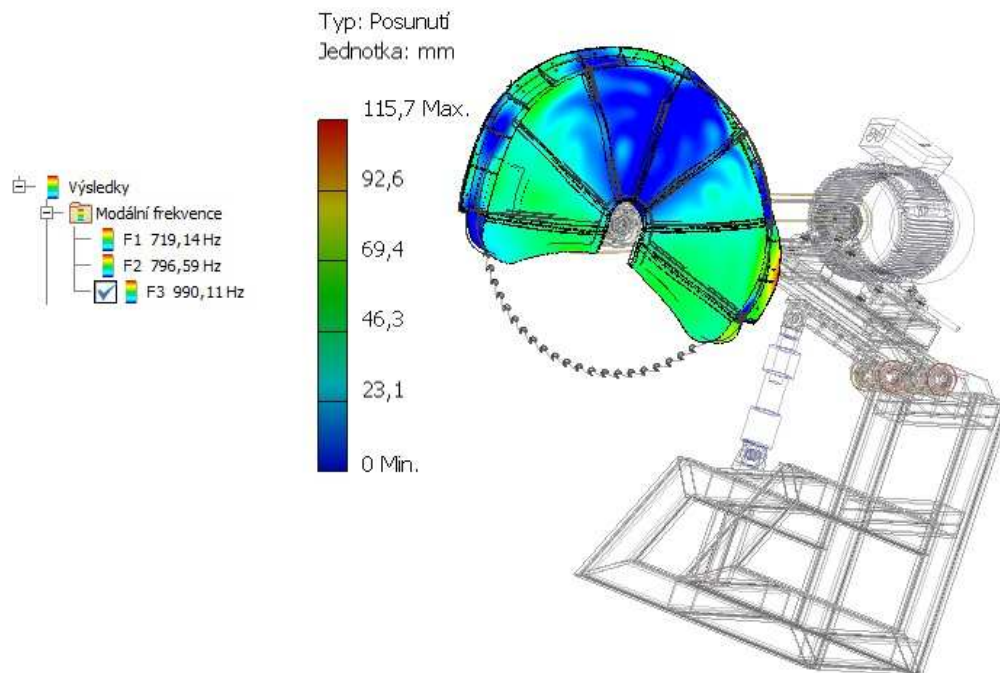 Typ: Posunutí
Jednotka: mm
115,7 Max.
92,6
69,4
46,3
23,1
0 Min.
Výsledky
Modální frekvence
F1 719,14 Hz
F2 796,59 Hz
F3 990,11 Hz